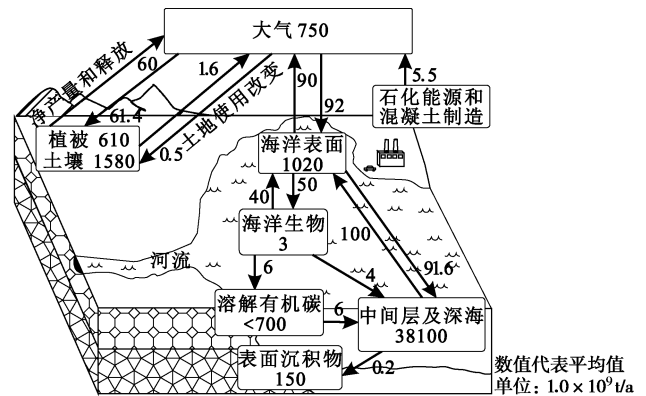 大气 750
净产量和释放
60
61.4
1.6
土地使用改变
0.5
90
92
5.5
石化能源和
混凝土制造
植被 610
土壤 1580
海洋表面
1020
40
50
海洋生物
3
100
91.6
河流
6
4
溶解有机碳
<700
6
中间层及深海
38100
表面沉积物
150
0.2
数值代表平均值
单位：1.0 × 10⁹t/a